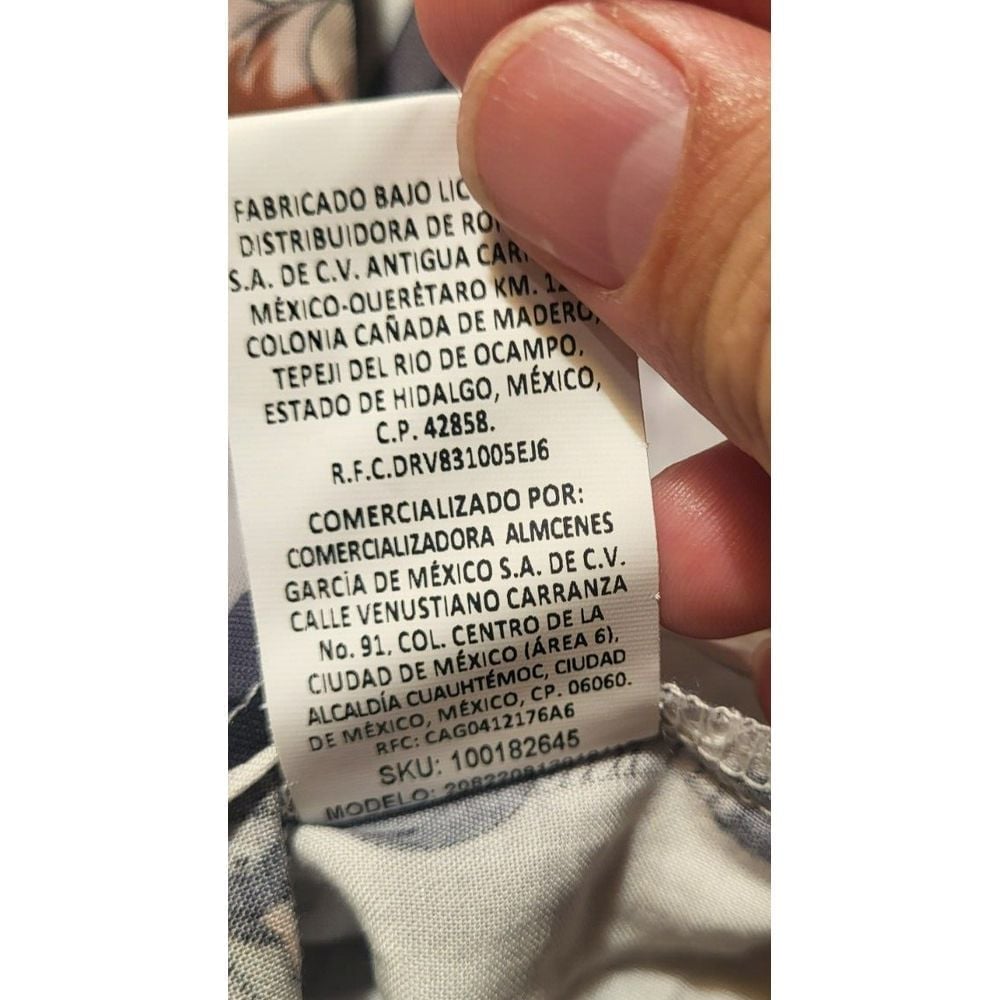 FABRICADO BAJO
DISTRIBUIDORA DE
S.A. DE C.V. ANTIGUA
MÉXICO-QUERÉTARO KM.
COLONIA CAÑADA DE MADERO,
TEPEJI DEL RIO DE OCAMPO,
ESTADO DE HIDALGO, MÉXICO,
C.P. 42858.
R.F.C.DRV831005EJ6
COMERCIALIZADO POR:
COMERCIALIZADORA ALMCENES
GARCÍA DE MÉXICO S.A. DE C.V.
CALLE VENUSTIANO CARRANZA
No. 91, COL. CENTRO DE LA
CIUDAD DE MÉXICO (ÁREA 6),
ALCALDÍA CUAUHTÉMOC, CIUDAD
DE MÉXICO, MÉXICO, CP. 06060.
RFC: CAG0412176A6
SKU: 100182645
MODELO: